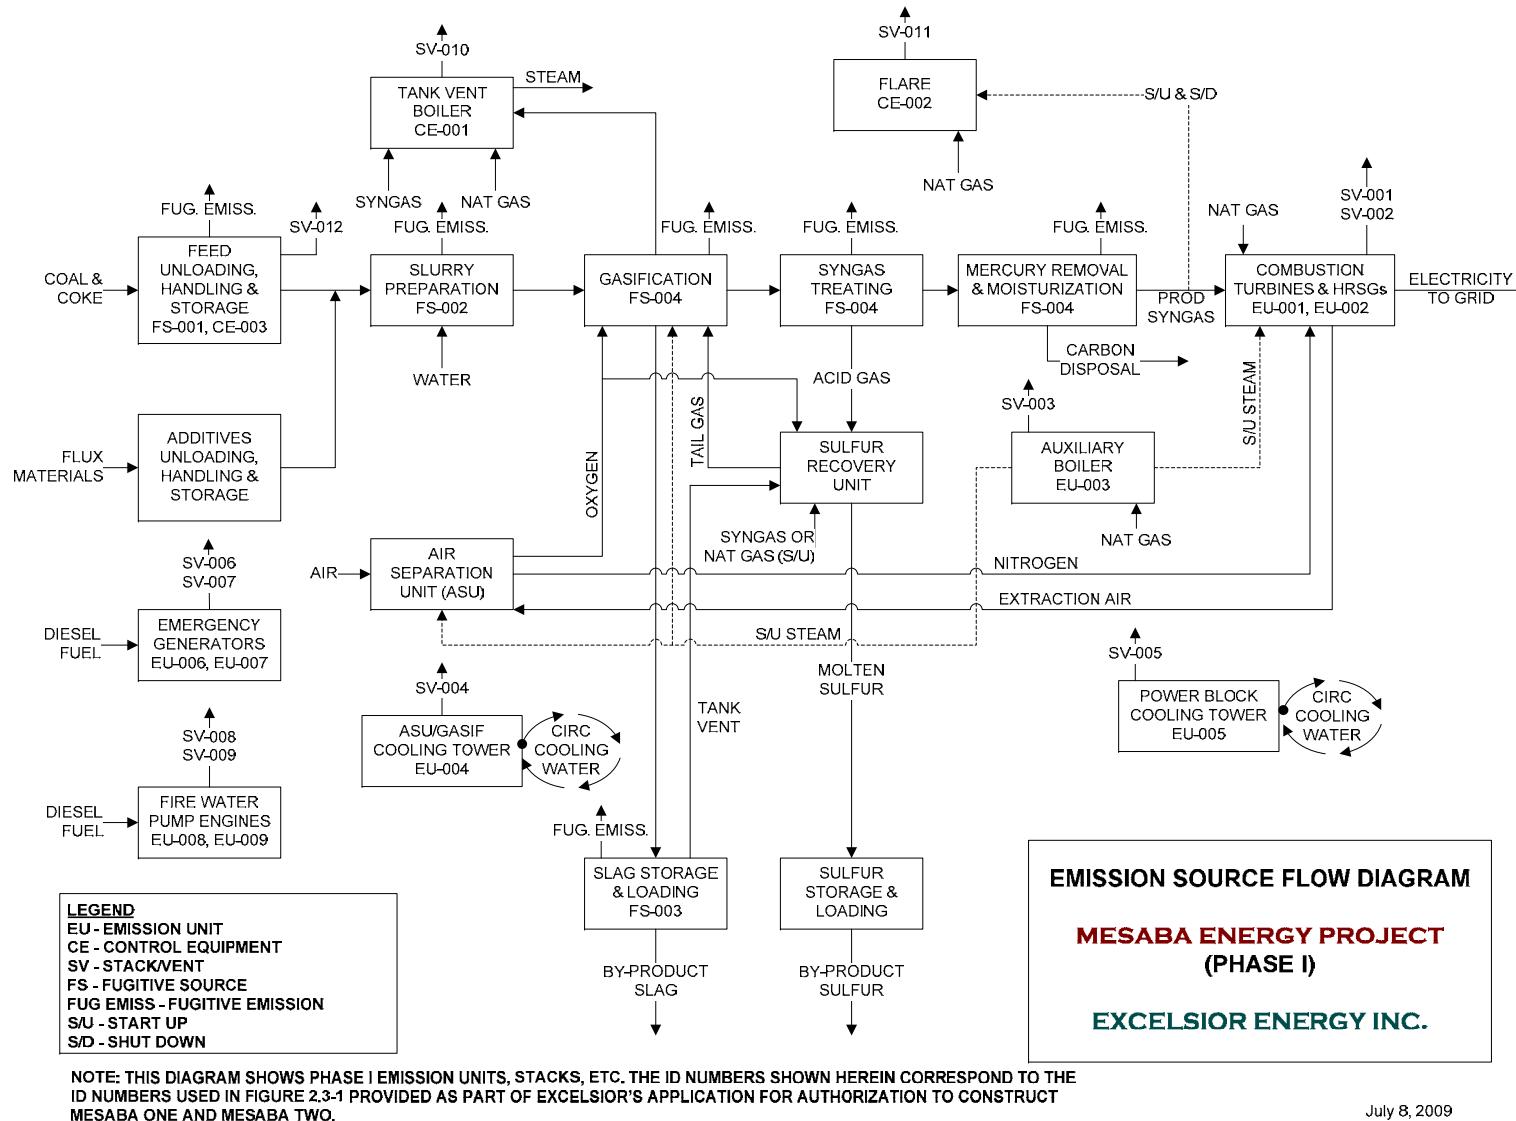 SV-010
TANK VENT
BOILER
CE-001
STEAM
SYNGAS
NAT GAS
SV-011
FLARE
CE-002
S/U & S/D
NAT GAS
FUG. EMISS.
SV-012
COAL &
COKE
FEED
UNLOADING,
HANDLING &
STORAGE
FS-001, CE-003
FUG. EMISS.
SLURRY
PREPARATION
FS-002
WATER
FUG. EMISS.
GASIFICATION
FS-004
FUG. EMISS.
SYNGAS
TREATING
FS-004
FUG. EMISS.
MERCURY REMOVAL
& MOISTURIZATION
FS-004
PROD
SYNGAS
NAT GAS
SV-001
SV-002
COMBUSTION
TURBINES & HRSGs
EU-001, EU-002
ELECTRICITY
TO GRID
CARBON
DISPOSAL
ACID GAS
TAIL GAS
OXYGEN
S/U STEAM
SV-003
AUXILIARY
BOILER
EU-003
NAT GAS
FLUX
MATERIALS
ADDITIVES
UNLOADING,
HANDLING &
STORAGE
SULFUR
RECOVERY
UNIT
SYNGAS OR
NAT GAS (S/U)
AIR
AIR
SEPARATION
UNIT (ASU)
NITROGEN
EXTRACTION AIR
S/U STEAM
SV-006
SV-007
DIESEL
FUEL
EMERGENCY
GENERATORS
EU-006, EU-007
SV-004
ASU/GASIF
COOLING TOWER
EU-004
CIRC
COOLING
WATER
TANK
VENT
MOLTEN
SULFUR
SV-005
POWER BLOCK
COOLING TOWER
EU-005
CIRC
COOLING
WATER
SV-008
SV-009
DIESEL
FUEL
FIRE WATER
PUMP ENGINES
EU-008, EU-009
FUG. EMISS.
SLAG STORAGE
& LOADING
FS-003
SULFUR
STORAGE &
LOADING
BY-PRODUCT
SLAG
BY-PRODUCT
SULFUR
LEGEND
EU - EMISSION UNIT
CE - CONTROL EQUIPMENT
SV - STACK/VENT
FS - FUGITIVE SOURCE
FUG EMISS - FUGITIVE EMISSION
S/U - START UP
S/D - SHUT DOWN
EMISSION SOURCE FLOW DIAGRAM
MESABA ENERGY PROJECT
(PHASE I)
EXCELSIOR ENERGY INC.
NOTE: THIS DIAGRAM SHOWS PHASE I EMISSION UNITS, STACKS, ETC. THE ID NUMBERS SHOWN HEREIN CORRESPOND TO THE
ID NUMBERS USED IN FIGURE 2.3-1 PROVIDED AS PART OF EXCELSIOR'S APPLICATION FOR AUTHORIZATION TO CONSTRUCT
MESABA ONE AND MESABA TWO.
July 8, 2009